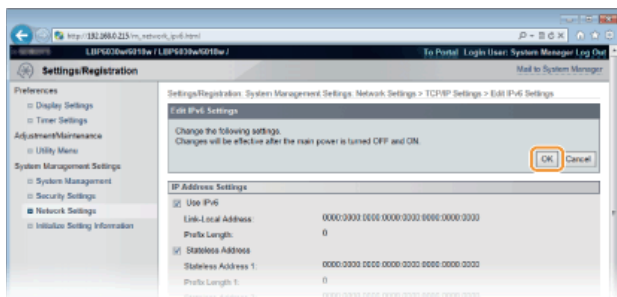 http://192.168.0.215/m_network_ipv6.html
LBP6030w/6018w / LBP6030w/6018w /
To Portal Login User: System Manager Log Out
Settings/Registration
Mail to System Manager
Preferences
Display Settings
Timer Settings
Adjustment/Maintenance
Utility Menu
System Management Settings
System Management
Security Settings
Network Settings
Initialize Setting Information
Settings/Registration: System Management Settings: Network Settings > TCP/IP Settings > Edit IPv6 Settings
Edit IPv6 Settings
Change the following settings.
Changes will be effective after the main power is turned OFF and ON.
OK Cancel
IP Address Settings
Use IPv6
Link-Local Address: 0000:0000:0000:0000:0000:0000:0000:0000
Prefix Length: 0
Stateless Address
Stateless Address 1: 0000:0000:0000:0000:0000:0000:0000:0000
Prefix Length 1: 0